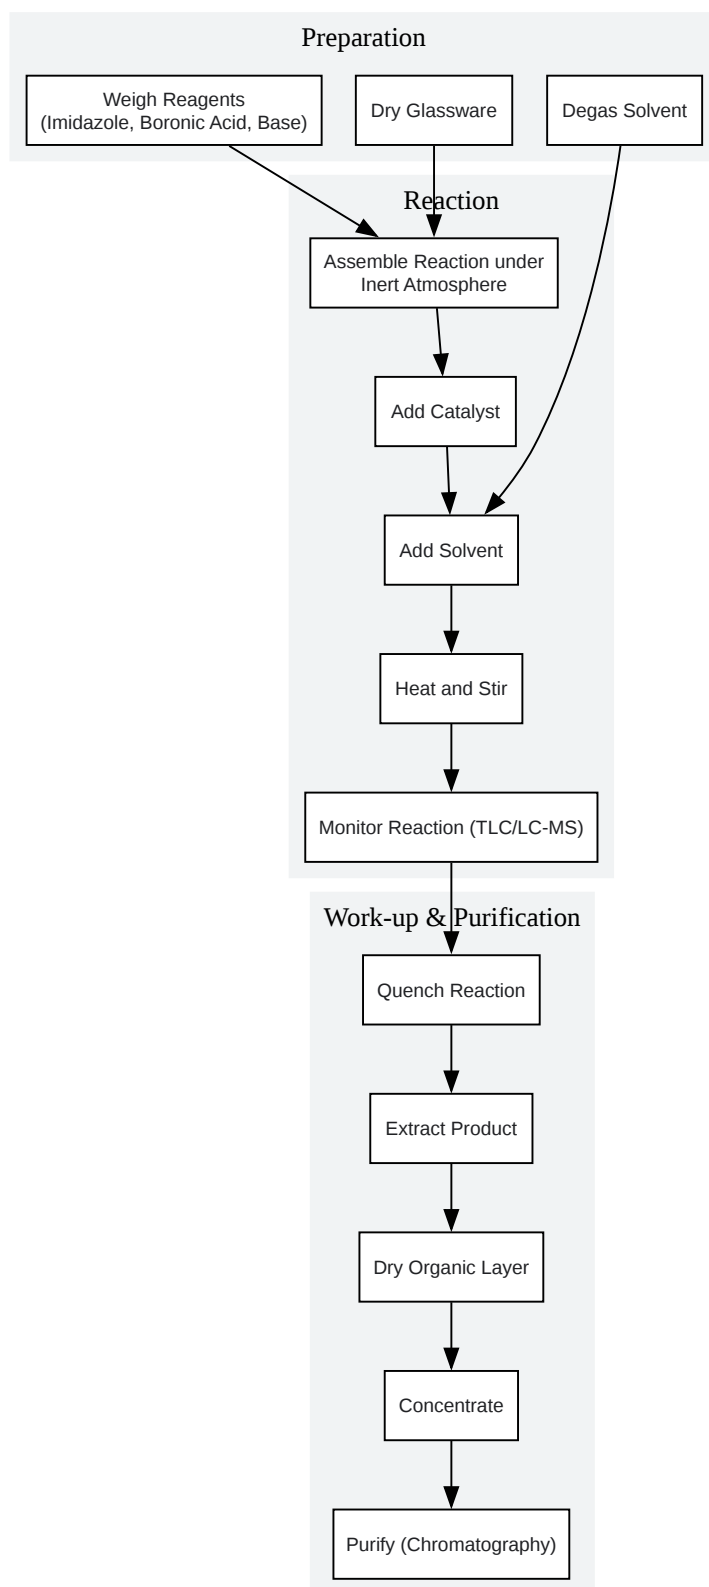 Preparation
Weigh Reagents
(Imidazole, Boronic Acid, Base)
Dry Glassware
Degas Solvent
Reaction
Assemble Reaction under
Inert Atmosphere
Add Catalyst
Add Solvent
Heat and Stir
Monitor Reaction (TLC/LC-MS)
Work-up & Purification
Quench Reaction
Extract Product
Dry Organic Layer
Concentrate
Purify (Chromatography)